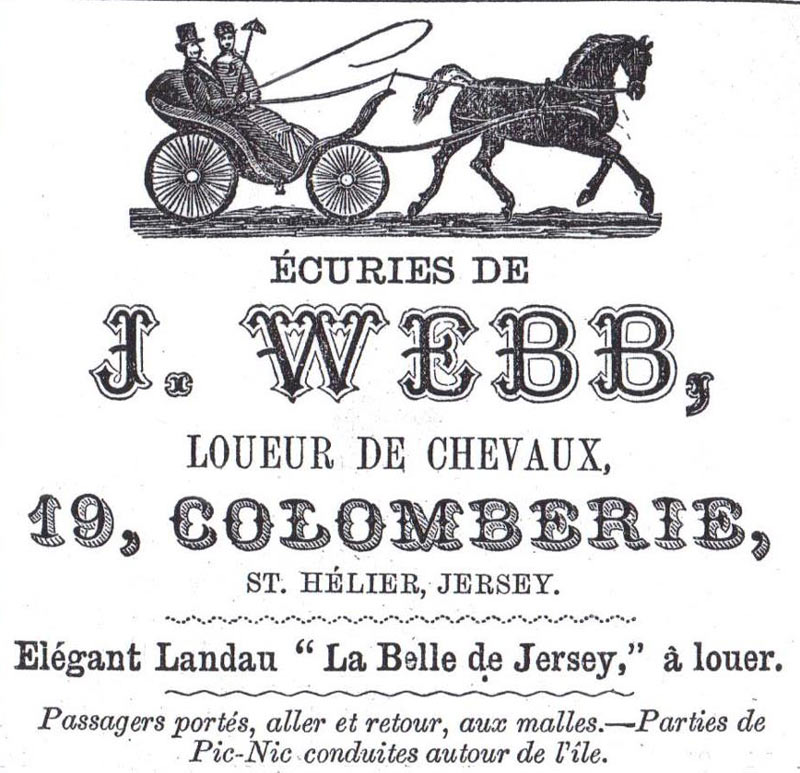 ÉCURIES DE
J. WEBB,
LOUEUR DE CHEVAUX,
19, COLOMBERIE,
ST. HÉLIER, JERSEY.
Elégant Landau “ La Belle de Jersey,” à louer.
Passagers portés, aller et retour, aux malles.—Parties de
Pic-Nic conduites autour de l'île.